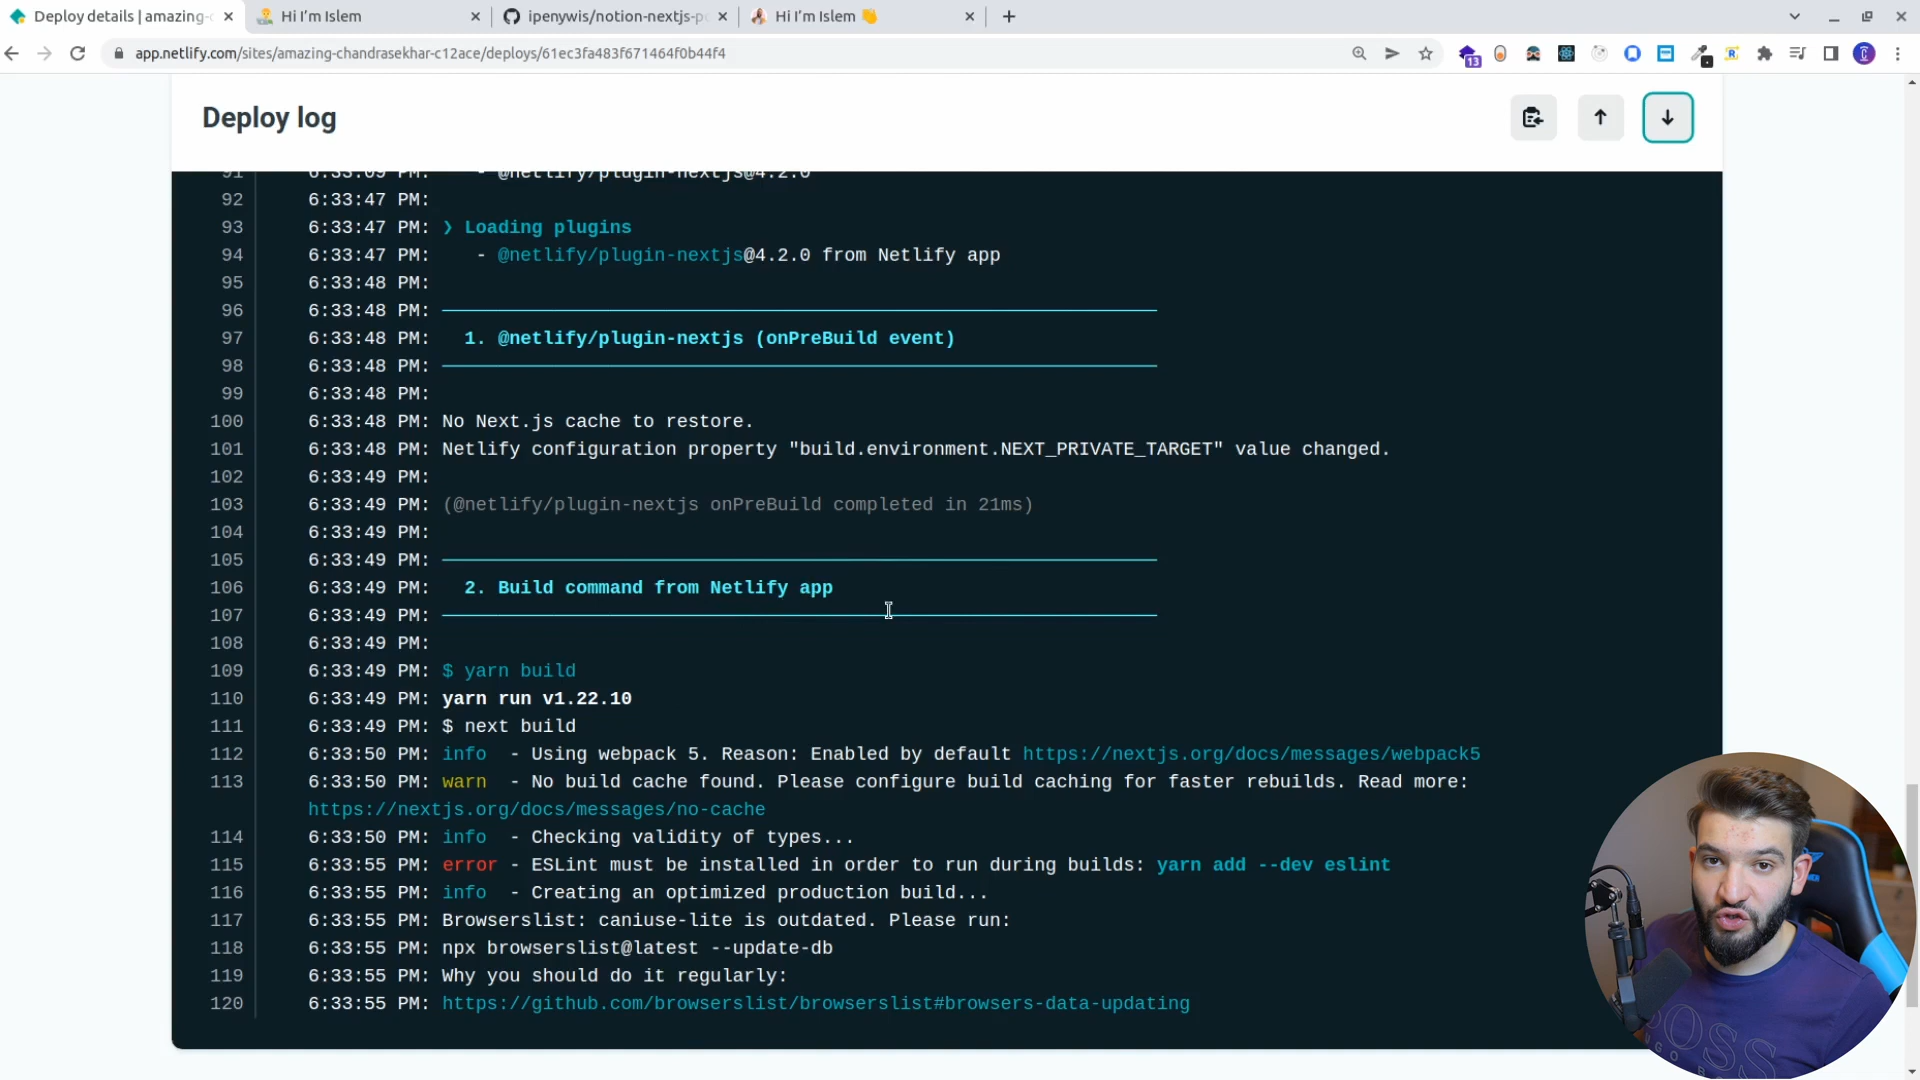 Deploy details | amazing-
Hi I'm Islem
ipenywis/notion-nextjs-p
Hi I'm Islem 👋
app.netlify.com/sites/amazing-chandrasekhar-c12ace/deploys/61ec3fa483f671464f0b44f4
13
Deploy log
91 6:33:09 PM: - @netlify/plugin-nextjs@4.2.0
92 6:33:47 PM:
93 6:33:47 PM: ❯ Loading plugins
94 6:33:47 PM: - @netlify/plugin-nextjs@4.2.0 from Netlify app
95 6:33:48 PM:
96 6:33:48 PM: ────────────────────────────────────────────────────────────────
97 6:33:48 PM: 1. @netlify/plugin-nextjs (onPreBuild event)
98 6:33:48 PM: ────────────────────────────────────────────────────────────────
99 6:33:48 PM:
100 6:33:48 PM: No Next.js cache to restore.
101 6:33:48 PM: Netlify configuration property "build.environment.NEXT_PRIVATE_TARGET" value changed.
102 6:33:49 PM:
103 6:33:49 PM: (@netlify/plugin-nextjs onPreBuild completed in 21ms)
104 6:33:49 PM:
105 6:33:49 PM: ────────────────────────────────────────────────────────────────
106 6:33:49 PM: 2. Build command from Netlify app
107 6:33:49 PM: ────────────────────────────────────────────────────────────────
108 6:33:49 PM:
109 6:33:49 PM: $ yarn build
110 6:33:49 PM: yarn run v1.22.10
111 6:33:49 PM: $ next build
112 6:33:50 PM: info - Using webpack 5. Reason: Enabled by default https://nextjs.org/docs/messages/webpack5
113 6:33:50 PM: warn - No build cache found. Please configure build caching for faster rebuilds. Read more:
https://nextjs.org/docs/messages/no-cache
114 6:33:50 PM: info - Checking validity of types...
115 6:33:55 PM: error - ESLint must be installed in order to run during builds: yarn add --dev eslint
116 6:33:55 PM: info - Creating an optimized production build...
117 6:33:55 PM: Browserslist: caniuse-lite is outdated. Please run:
118 6:33:55 PM: npx browserslist@latest --update-db
119 6:33:55 PM: Why you should do it regularly:
120 6:33:55 PM: https://github.com/browserslist/browserslist#browsers-data-updating